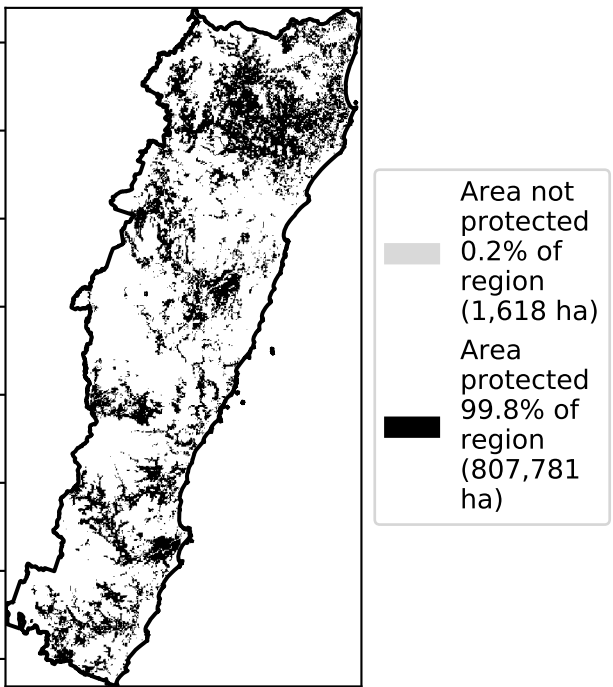 Area not
protected
0.2% of
region
(1,618 ha)
Area
protected
99.8% of
region
(807,781
ha)